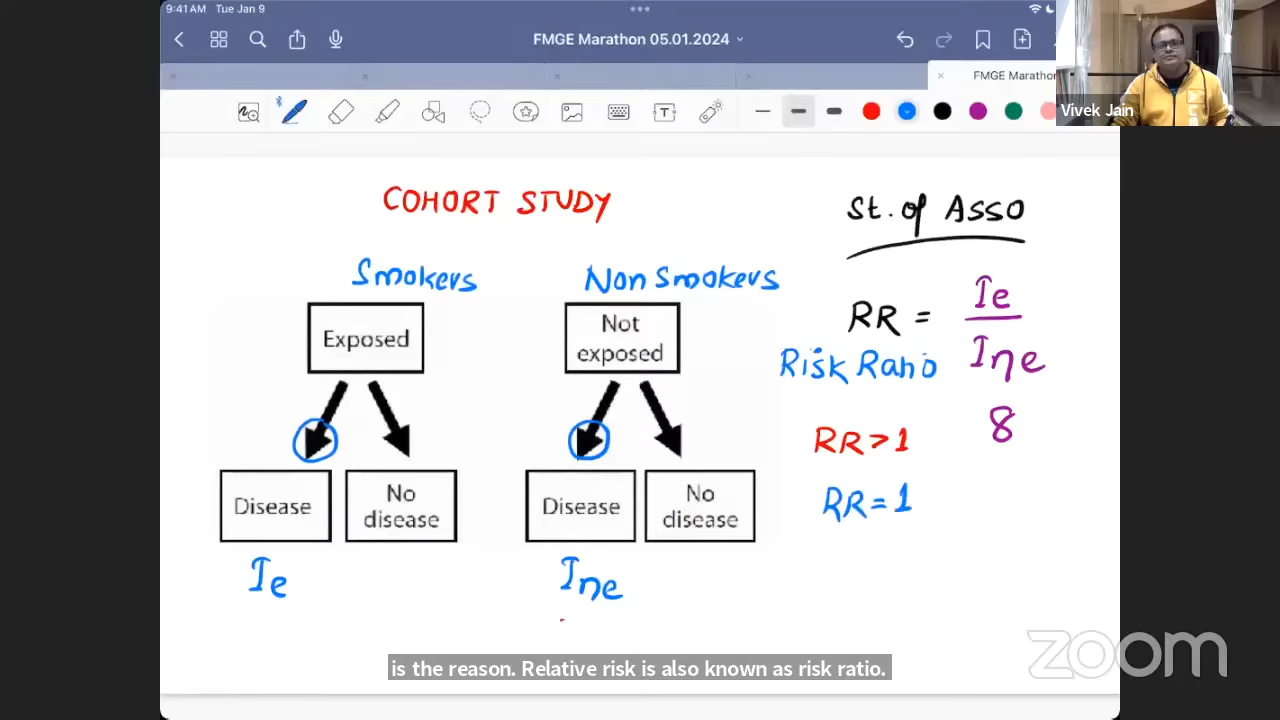 9:41AM Tue Jan 9
FMGE Marathon 05.01.2024
FMGE Marathon
Vivek Jain
COHORT STUDY
St. of ASSO
Smokers
Non Smokers
Exposed
Not
exposed
RR = Ie
Ine
Risk Ratio
8
RR > 1
RR = 1
Disease
No
disease
Disease
No
disease
Ie
Ine
is the reason. Relative risk is also known as risk ratio.
zoom